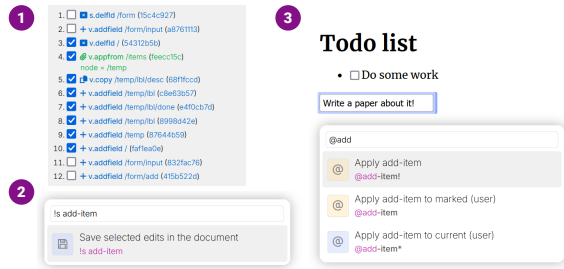 1
1. s.delfld /form (15c4c927)
2. + v.addfield /form/input (a8761113)
3. v.delfld / (54312b5b)
4. v.appfrom /items (feecc15c)
node = /temp
5. v.copy /temp/lbl/desc (68f1fccd)
6. + v.addfield /temp/lbl (c8e63b57)
7. + v.addfield /temp/lbl/done (e4f0cb7d)
8. + v.addfield /temp/lbl (8998d42e)
9. + v.addfield /temp (87644b59)
10. + v.addfield / (faf1ea0e)
11. + v.addfield /form/input (832fac76)
12. + v.addfield /form/add (415b522d)
2
!s add-item
Save selected edits in the document
!s add-item
3
Todo list
• Do some work
Write a paper about it!
@add
@ Apply add-item
@add-item!
@ Apply add-item to marked (user)
@add-item
@ Apply add-item to current (user)
@add-item*